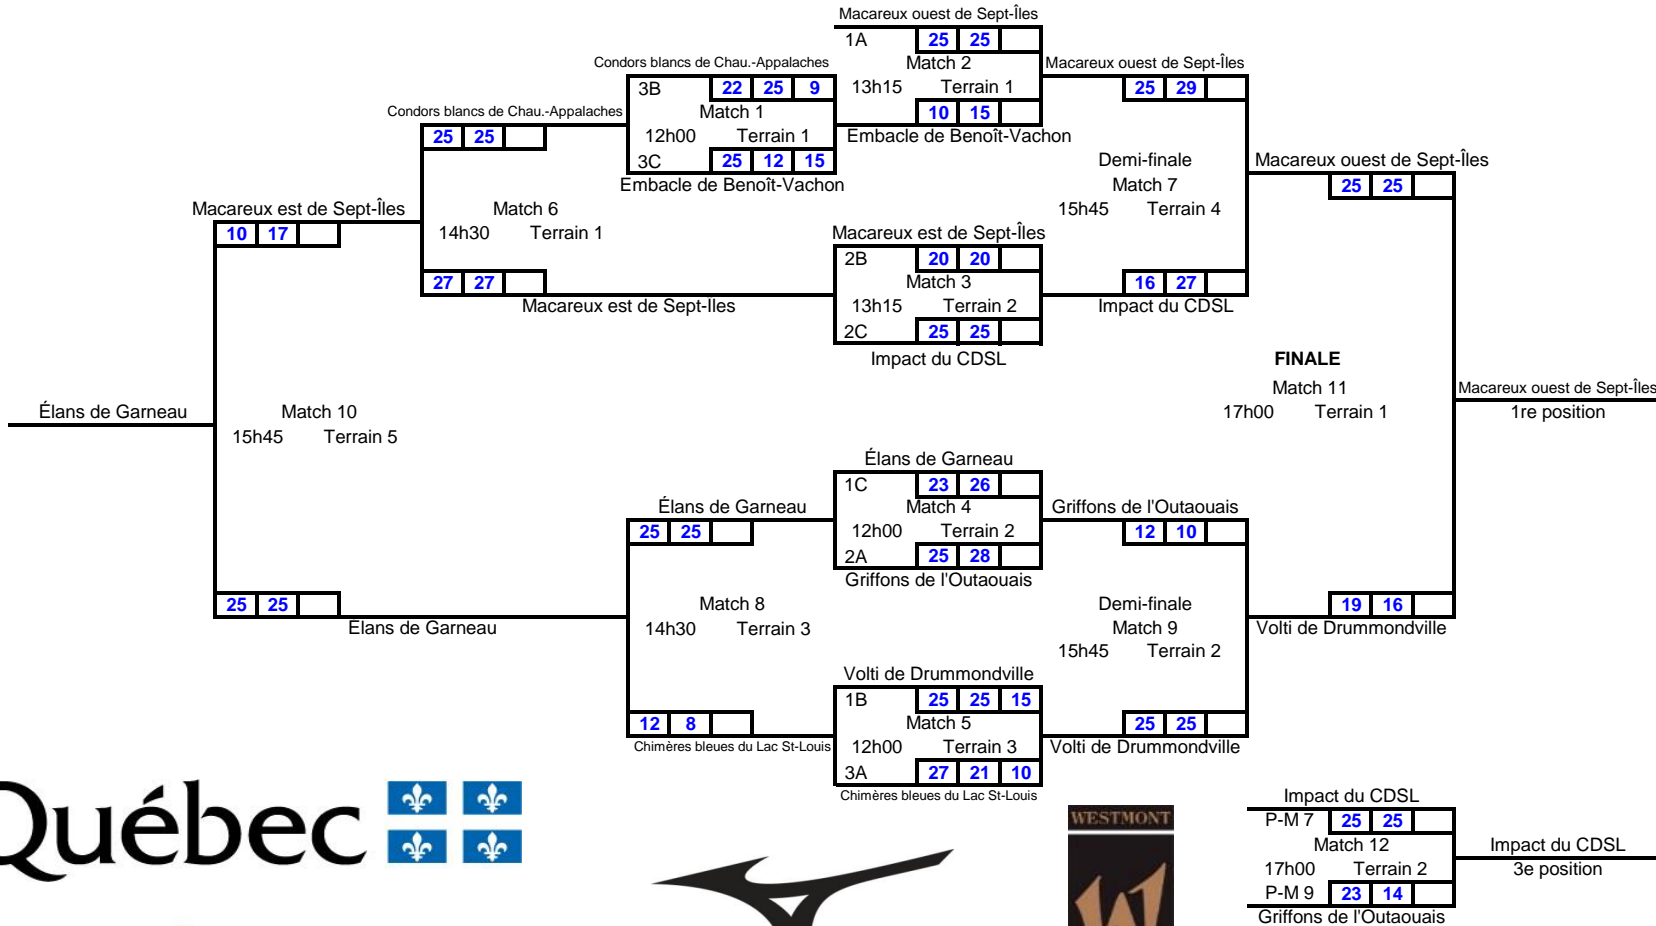 Macareux ouest de Sept-Îles
1A 25 25
Match 2
13h15 Terrain 1
10 15
Embacle de Benoît-Vachon
Condors blancs de Chau.-Appalaches
3B 22 25 9
Match 1
12h00 Terrain 1
3C 25 12 15
Embacle de Benoît-Vachon
Macareux ouest de Sept-Îles
25 29
Demi-finale
Match 7
15h45 Terrain 4
16 27
Impact du CDSL
Condors blancs de Chau.-Appalaches
25 25
Match 6
14h30 Terrain 1
27 27
Macareux est de Sept-Iles
Macareux est de Sept-Îles
2B 20 20
Match 3
13h15 Terrain 2
2C 25 25
Impact du CDSL
Macareux ouest de Sept-Îles
25 25
FINALE
Match 11
17h00 Terrain 1
19 16
Volti de Drummondville
Macareux ouest de Sept-Îles
1re position
Macareux est de Sept-Îles
10 17
Match 10
15h45 Terrain 5
25 25
Élans de Garneau
Élans de Garneau
Élans de Garneau
1C 23 26
Match 4
12h00 Terrain 2
2A 25 28
Griffons de l'Outaouais
Élans de Garneau
25 25
Match 8
14h30 Terrain 3
12 8
Chimères bleues du Lac St-Louis
Griffons de l'Outaouais
12 10
Demi-finale
Match 9
15h45 Terrain 2
25 25
Volti de Drummondville
Volti de Drummondville
1B 25 25 15
Match 5
12h00 Terrain 3
3A 27 21 10
Chimères bleues du Lac St-Louis
Québec
WESTMONT
Impact du CDSL
P-M 7 25 25
Match 12
17h00 Terrain 2
P-M 9 23 14
Griffons de l'Outaouais
Impact du CDSL
3e position